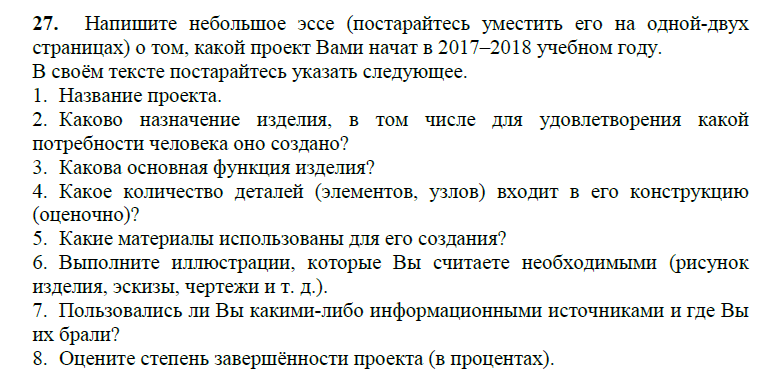 27. Напишите небольшое эссе (постарайтесь уместить его на одной-двух
страницах) о том, какой проект Вами начат в 2017–2018 учебном году.
В своём тексте постарайтесь указать следующее.
1. Название проекта.
2. Каково назначение изделия, в том числе для удовлетворения какой
потребности человека оно создано?
3. Какова основная функция изделия?
4. Какое количество деталей (элементов, узлов) входит в его конструкцию
(оценочно)?
5. Какие материалы использованы для его создания?
6. Выполните иллюстрации, которые Вы считаете необходимыми (рисунок
изделия, эскизы, чертежи и т. д.).
7. Пользовались ли Вы какими-либо информационными источниками и где Вы
их брали?
8. Оцените степень завершённости проекта (в процентах).